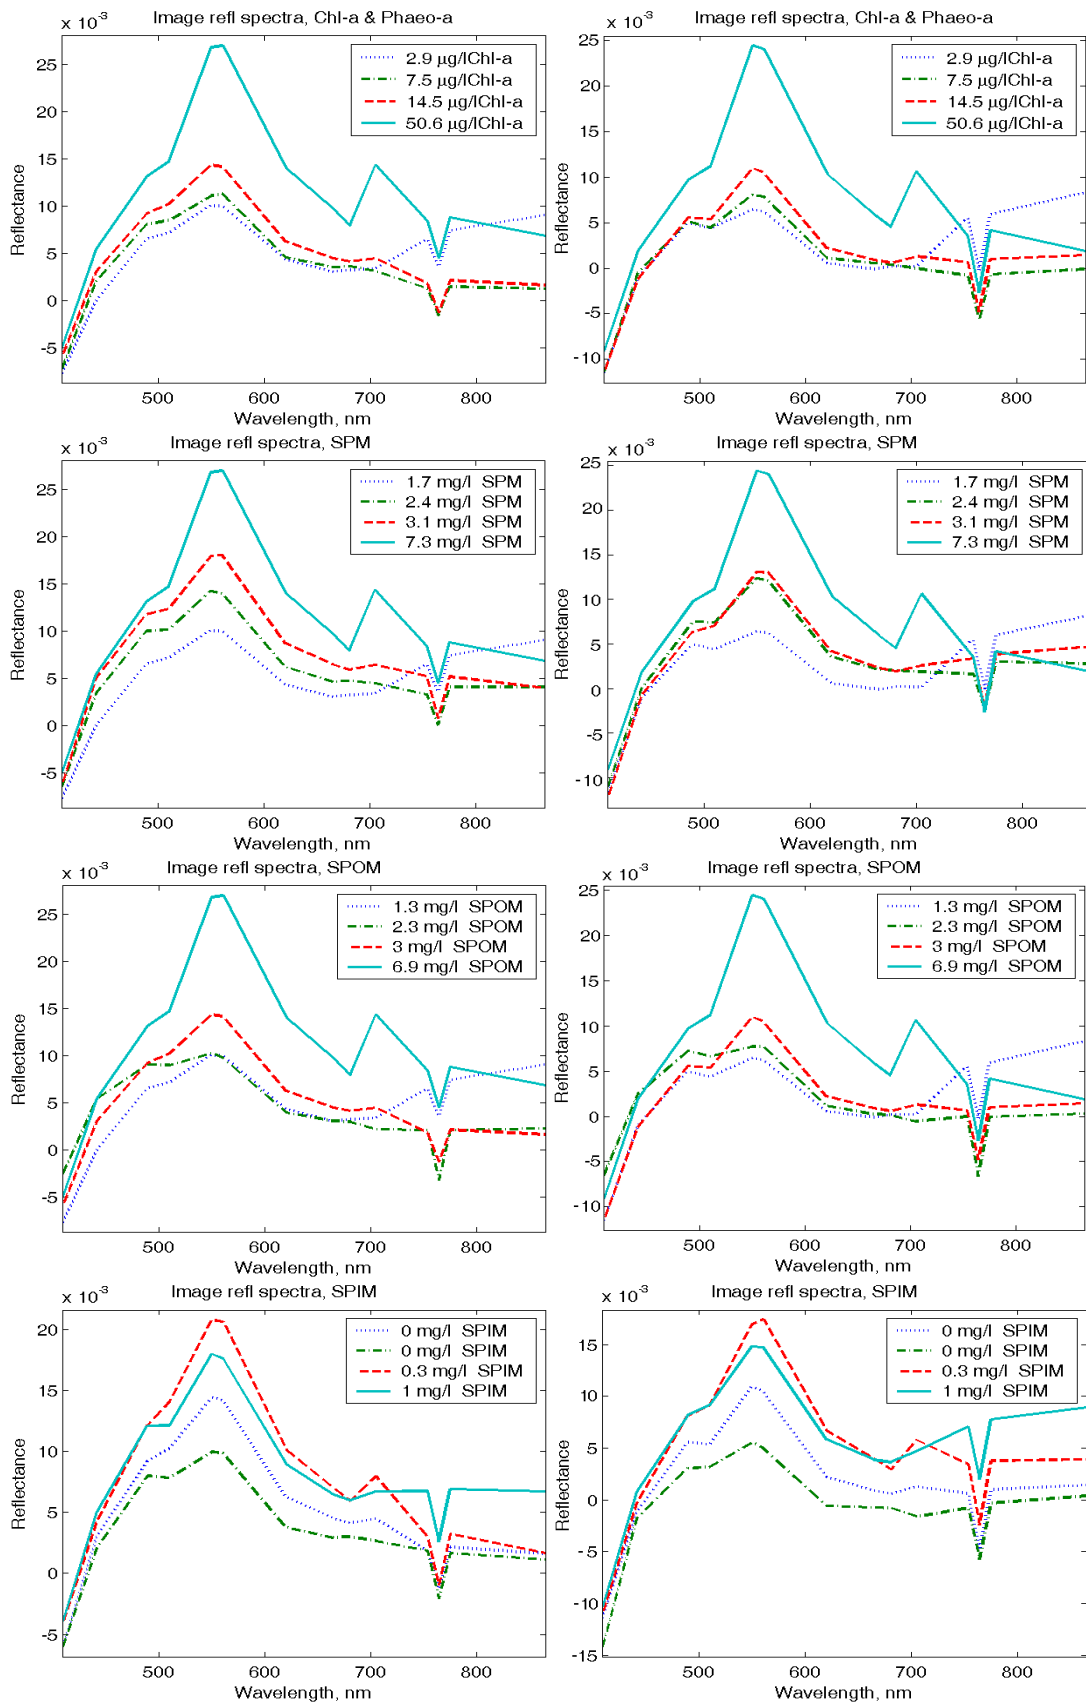 Image refl spectra, Chl-a & Phaeo-a
x 10-3
25
20
15
10
5
0
-5
Reflectance
2.9 µg/lChl-a
7.5 µg/lChl-a
14.5 µg/lChl-a
50.6 µg/lChl-a
500 600 700 800
Wavelength, nm
Image refl spectra, Chl-a & Phaeo-a
x 10-3
25
20
15
10
5
0
-5
-10
Reflectance
2.9 µg/lChl-a
7.5 µg/lChl-a
14.5 µg/lChl-a
50.6 µg/lChl-a
500 600 700 800
Wavelength, nm
Image refl spectra, SPM
x 10-3
25
20
15
10
5
0
-5
Reflectance
1.7 mg/l SPM
2.4 mg/l SPM
3.1 mg/l SPM
7.3 mg/l SPM
500 600 700 800
Wavelength, nm
Image refl spectra, SPM
x 10-3
25
20
15
10
5
0
-5
-10
Reflectance
1.7 mg/l SPM
2.4 mg/l SPM
3.1 mg/l SPM
7.3 mg/l SPM
500 600 700 800
Wavelength, nm
Image refl spectra, SPOM
x 10-3
25
20
15
10
5
0
-5
Reflectance
1.3 mg/l SPOM
2.3 mg/l SPOM
3 mg/l SPOM
6.9 mg/l SPOM
500 600 700 800
Wavelength, nm
Image refl spectra, SPOM
x 10-3
25
20
15
10
5
0
-5
-10
Reflectance
1.3 mg/l SPOM
2.3 mg/l SPOM
3 mg/l SPOM
6.9 mg/l SPOM
500 600 700 800
Wavelength, nm
Image refl spectra, SPIM
x 10-3
20
15
10
5
0
-5
Reflectance
0 mg/l SPIM
0 mg/l SPIM
0.3 mg/l SPIM
1 mg/l SPIM
500 600 700 800
Wavelength, nm
Image refl spectra, SPIM
x 10-3
15
10
5
0
-5
-10
-15
Reflectance
0 mg/l SPIM
0 mg/l SPIM
0.3 mg/l SPIM
1 mg/l SPIM
500 600 700 800
Wavelength, nm